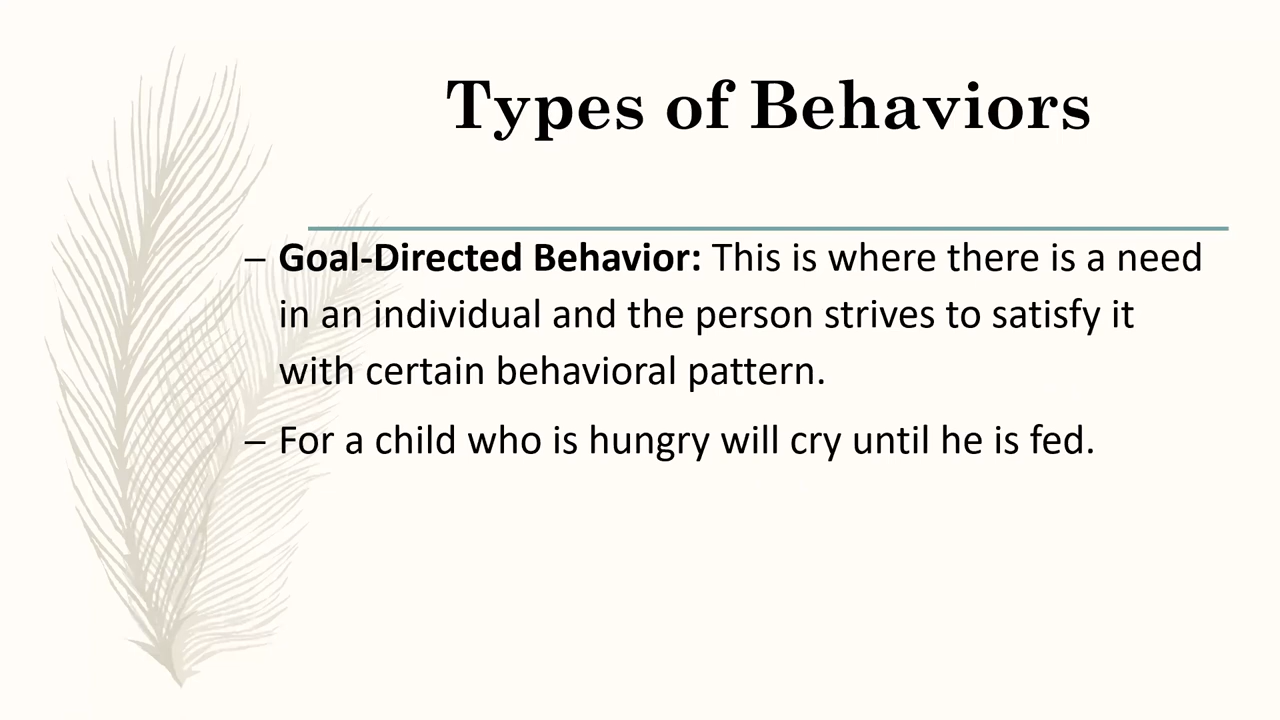 Types of Behaviors
– Goal-Directed Behavior: This is where there is a need
in an individual and the person strives to satisfy it
with certain behavioral pattern.
– For a child who is hungry will cry until he is fed.